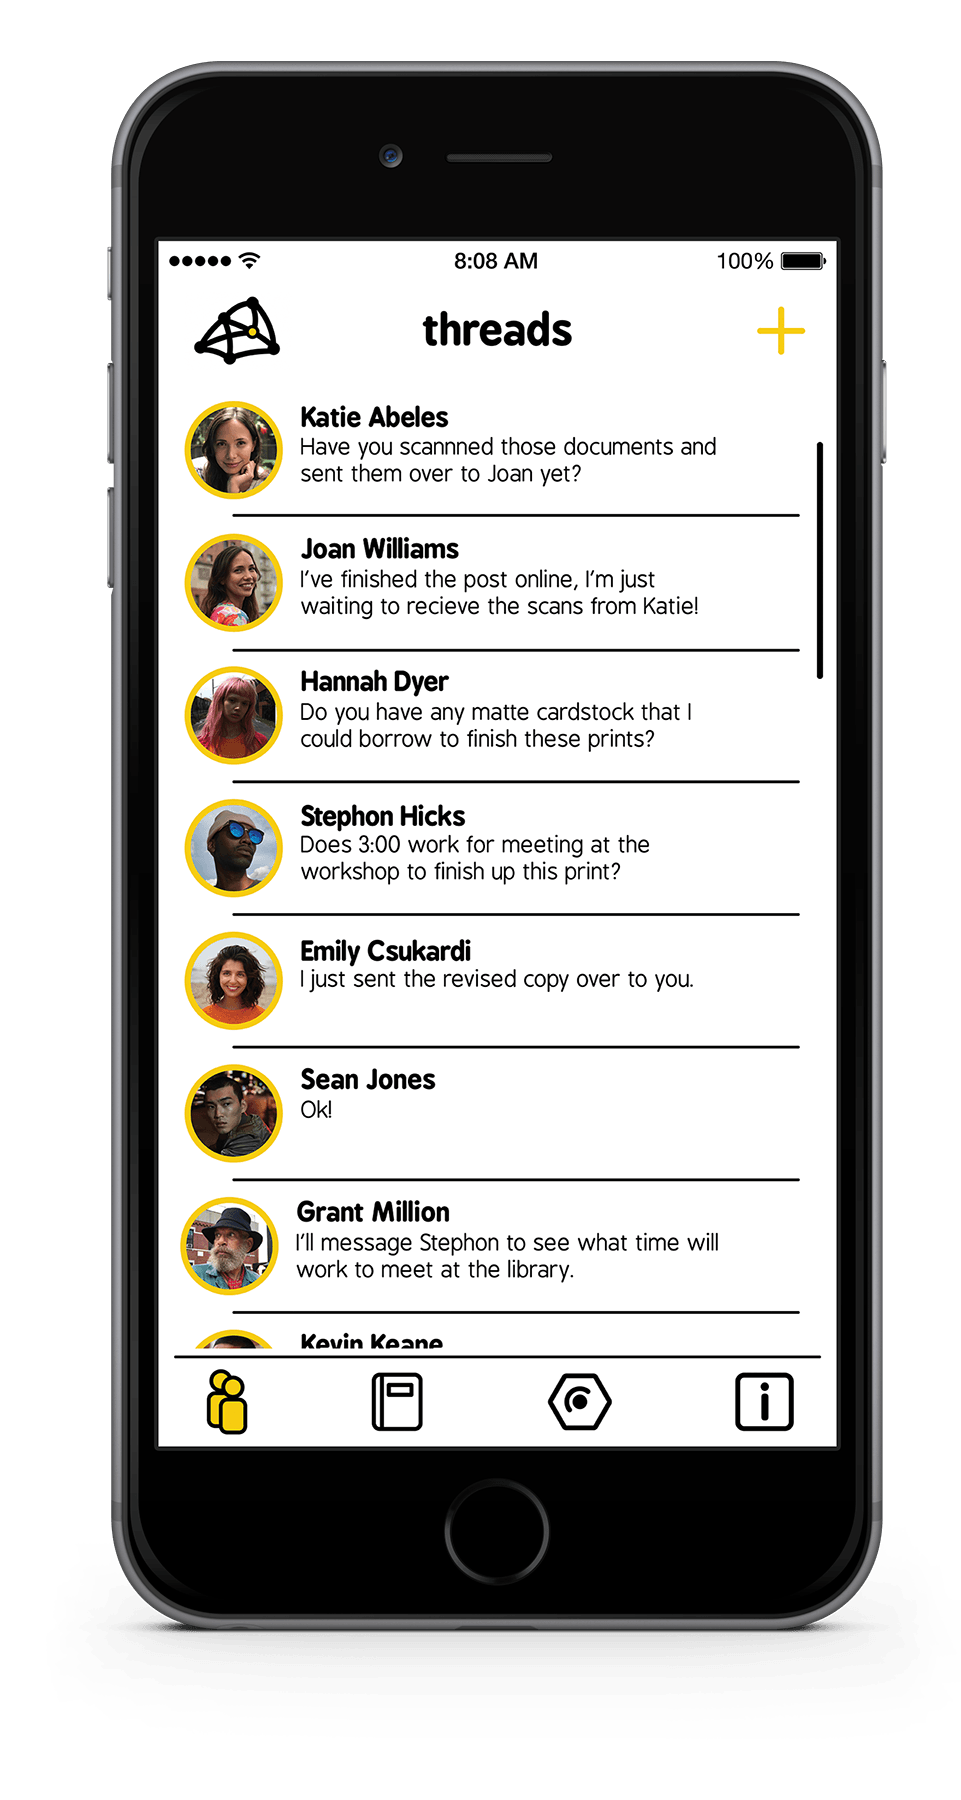 8:08 AM
100%
threads
Katie Abeles
Have you scannned those documents and
sent them over to Joan yet?
Joan Williams
I've finished the post online, I'm just
waiting to recieve the scans from Katie!
Hannah Dyer
Do you have any matte cardstock that I
could borrow to finish these prints?
Stephon Hicks
Does 3:00 work for meeting at the
workshop to finish up this print?
Emily Csukardi
I just sent the revised copy over to you.
Sean Jones
Ok!
Grant Million
I'll message Stephon to see what time will
work to meet at the library.
Kevin Keane